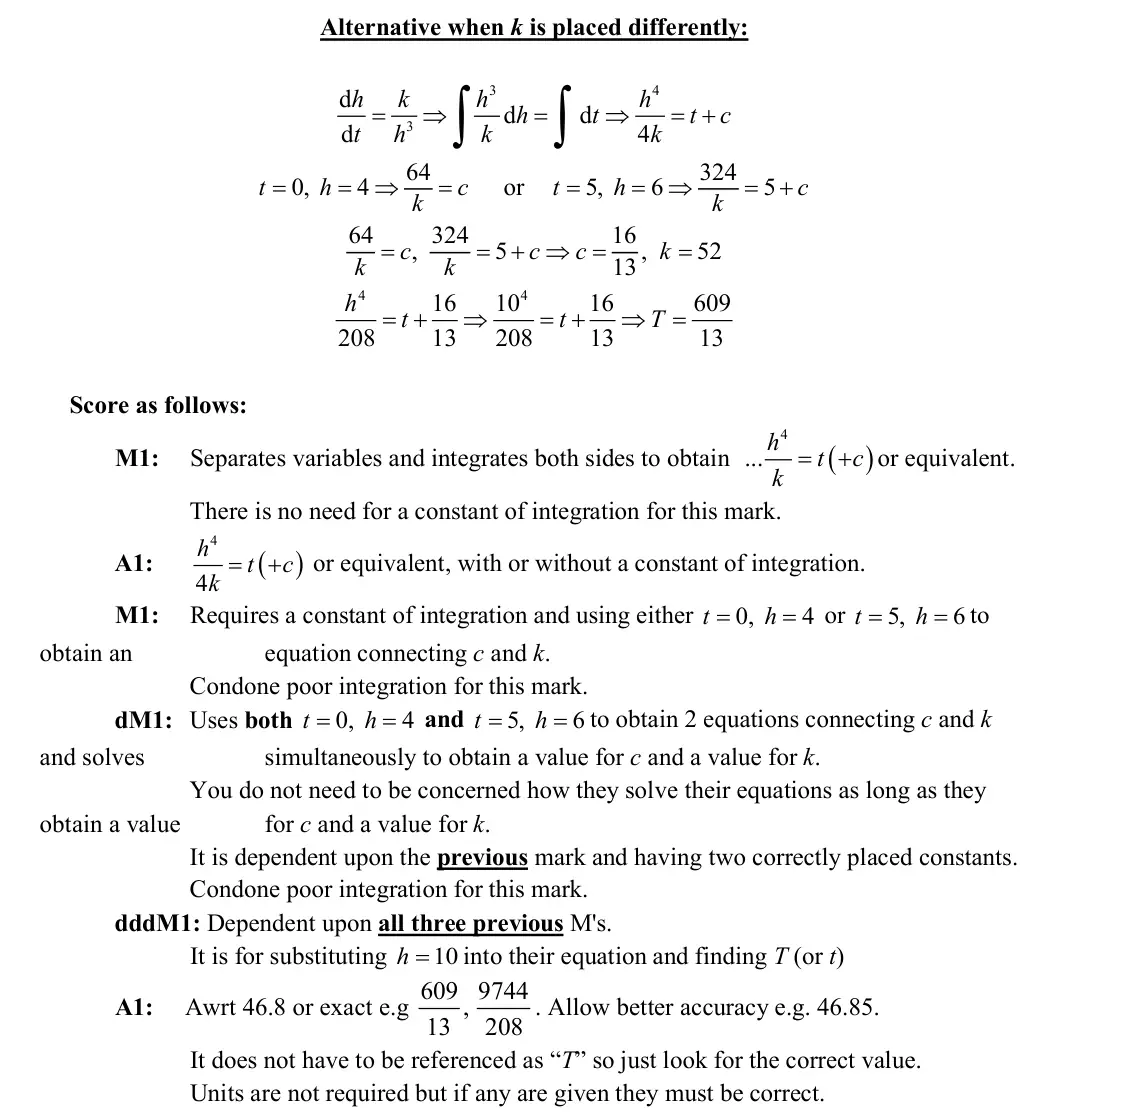 Alternative when k is placed differently:
dh/dt = k/h³ ⇒ ∫ h³/k dh = ∫ dt ⇒ h⁴/4k = t + c
t = 0, h = 4 ⇒ 64/k = c or t = 5, h = 6 ⇒ 324/k = 5 + c
64/k = c, 324/k = 5 + c ⇒ c = 16/13, k = 52
h⁴/208 = t + 16/13 ⇒ 10⁴/208 = t + 16/13 ⇒ T = 609/13
Score as follows:
M1: Separates variables and integrates both sides to obtain ...h⁴/k = t(+c) or equivalent.
There is no need for a constant of integration for this mark.
A1: h⁴/4k = t(+c) or equivalent, with or without a constant of integration.
M1: Requires a constant of integration and using either t = 0, h = 4 or t = 5, h = 6 to
obtain an equation connecting c and k.
Condone poor integration for this mark.
dM1: Uses both t = 0, h = 4 and t = 5, h = 6 to obtain 2 equations connecting c and k
and solves simultaneously to obtain a value for c and a value for k.
You do not need to be concerned how they solve their equations as long as they
obtain a value for c and a value for k.
It is dependent upon the previous mark and having two correctly placed constants.
Condone poor integration for this mark.
dddM1: Dependent upon all three previous M's.
It is for substituting h = 10 into their equation and finding T (or t)
A1: Awrt 46.8 or exact e.g 609/13, 9744/208. Allow better accuracy e.g. 46.85.
It does not have to be referenced as “T” so just look for the correct value.
Units are not required but if any are given they must be correct.